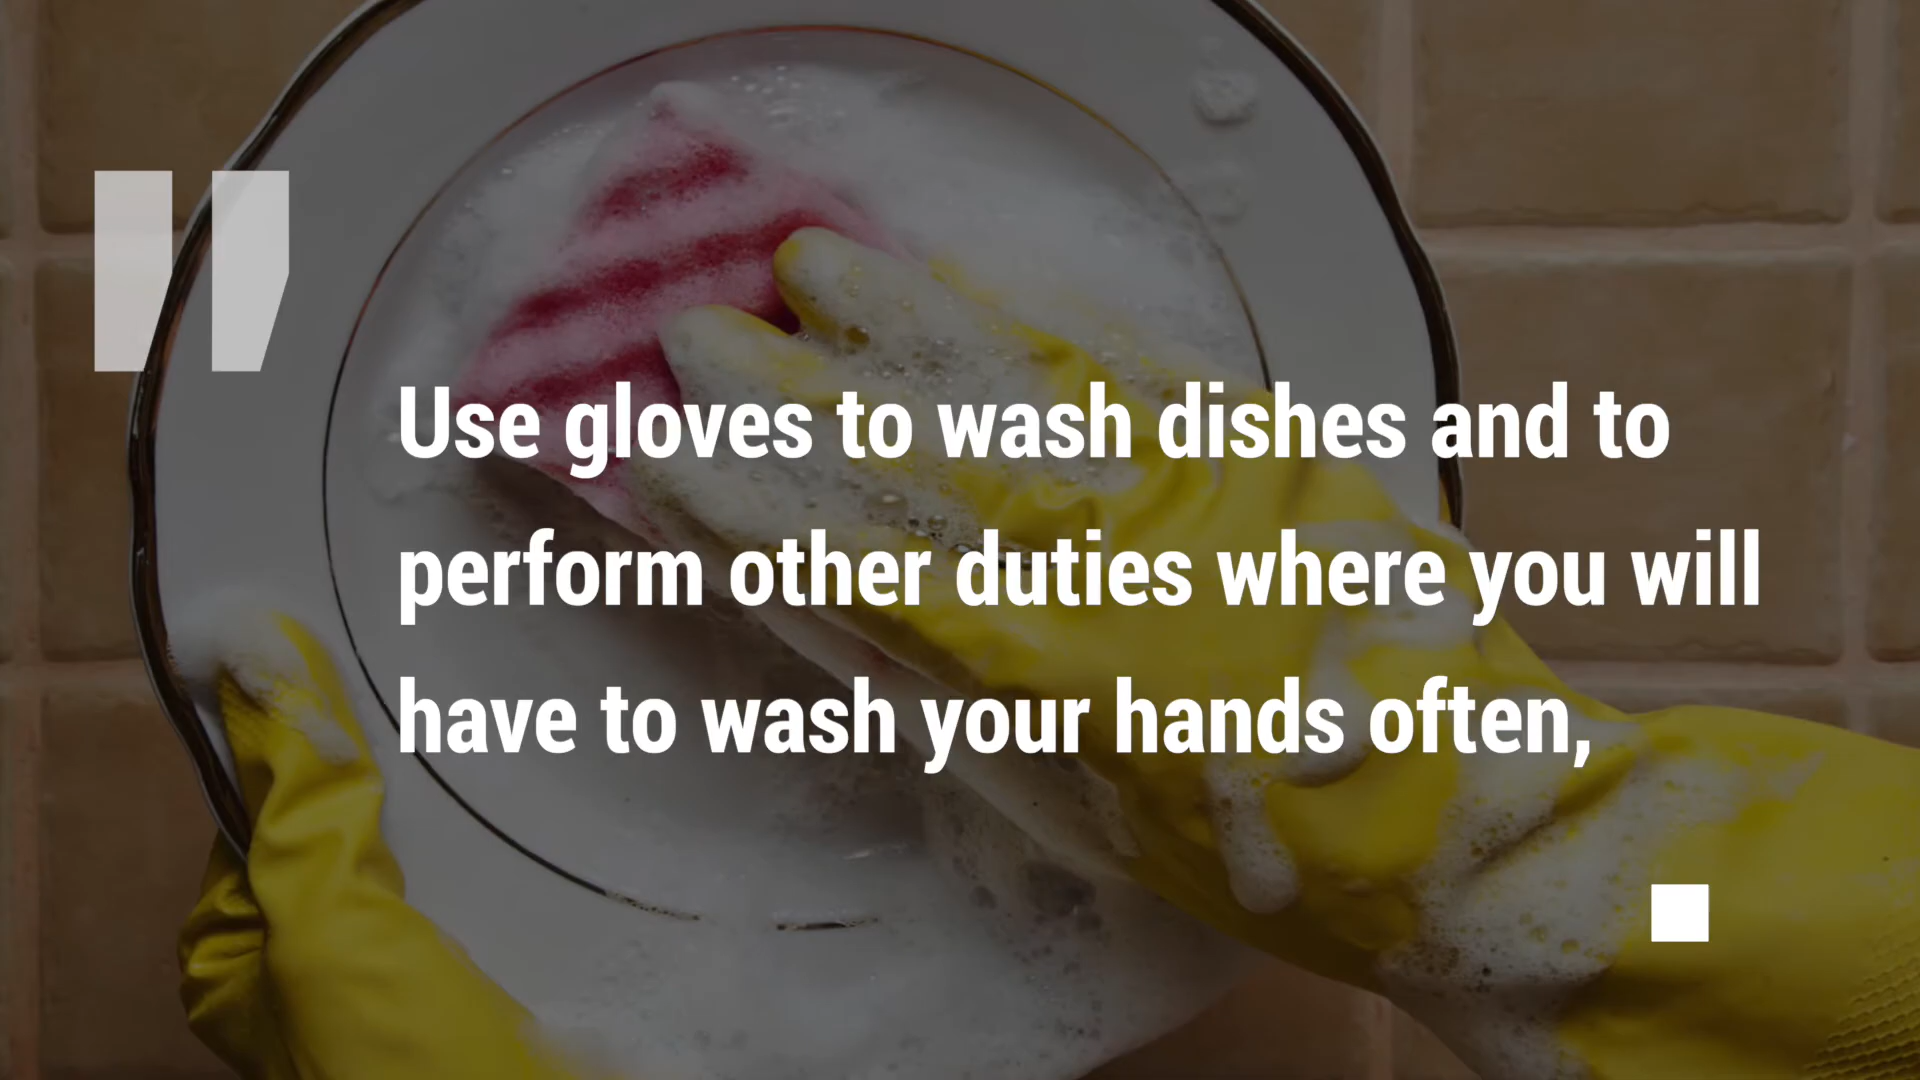 "
Use gloves to wash dishes and to
perform other duties where you will
have to wash your hands often,